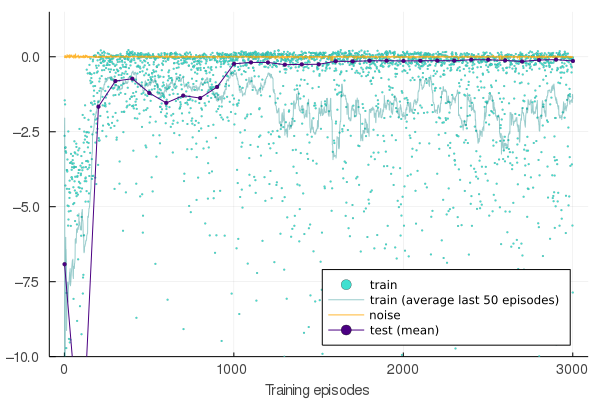 0.0
−2.5
−5.0
−7.5
−10.0
0
1000
2000
3000
Training episodes
train
train (average last 50 episodes)
noise
test (mean)